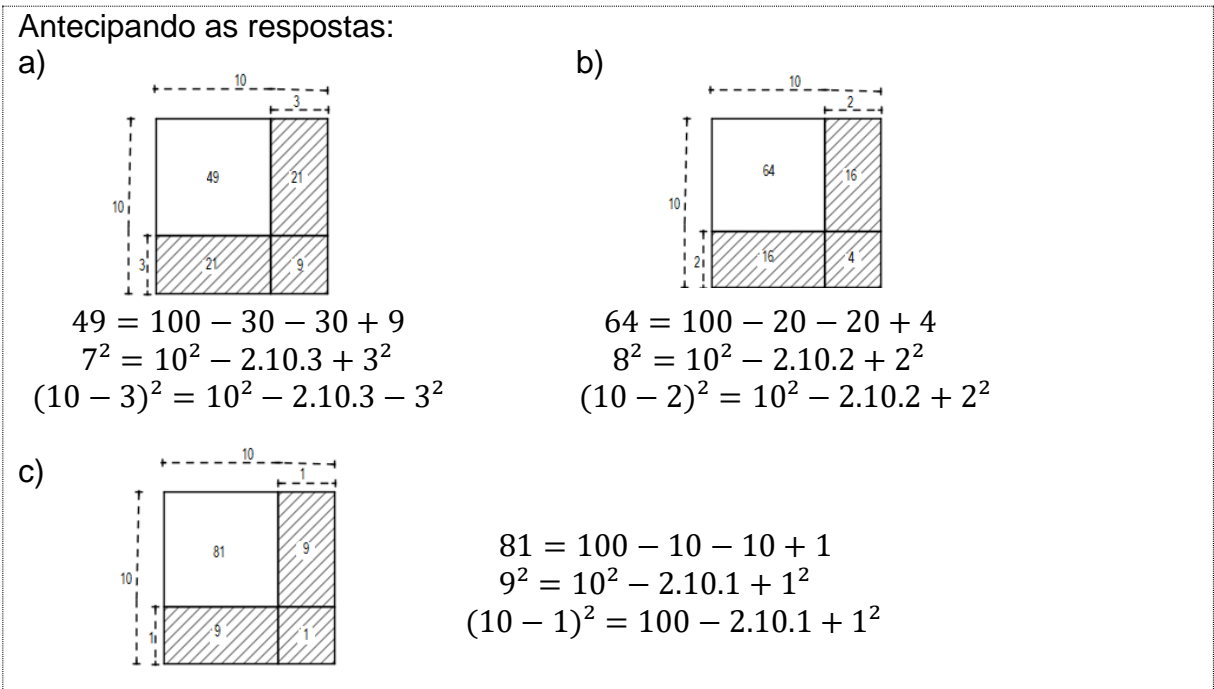 Antecipando as respostas:
a) b)
10 10
3 2
49 21 64 16
10 10
3 21 9 2 16 4
49 = 100 − 30 − 30 + 9 64 = 100 − 20 − 20 + 4
7² = 10² − 2.10.3 + 3² 8² = 10² − 2.10.2 + 2²
(10 − 3)² = 10² − 2.10.3 − 3² (10 − 2)² = 10² − 2.10.2 + 2²
c)
10
1
81 9
10
1 9 1
81 = 100 − 10 − 10 + 1
9² = 10² − 2.10.1 + 1²
(10 − 1)² = 100 − 2.10.1 + 1²